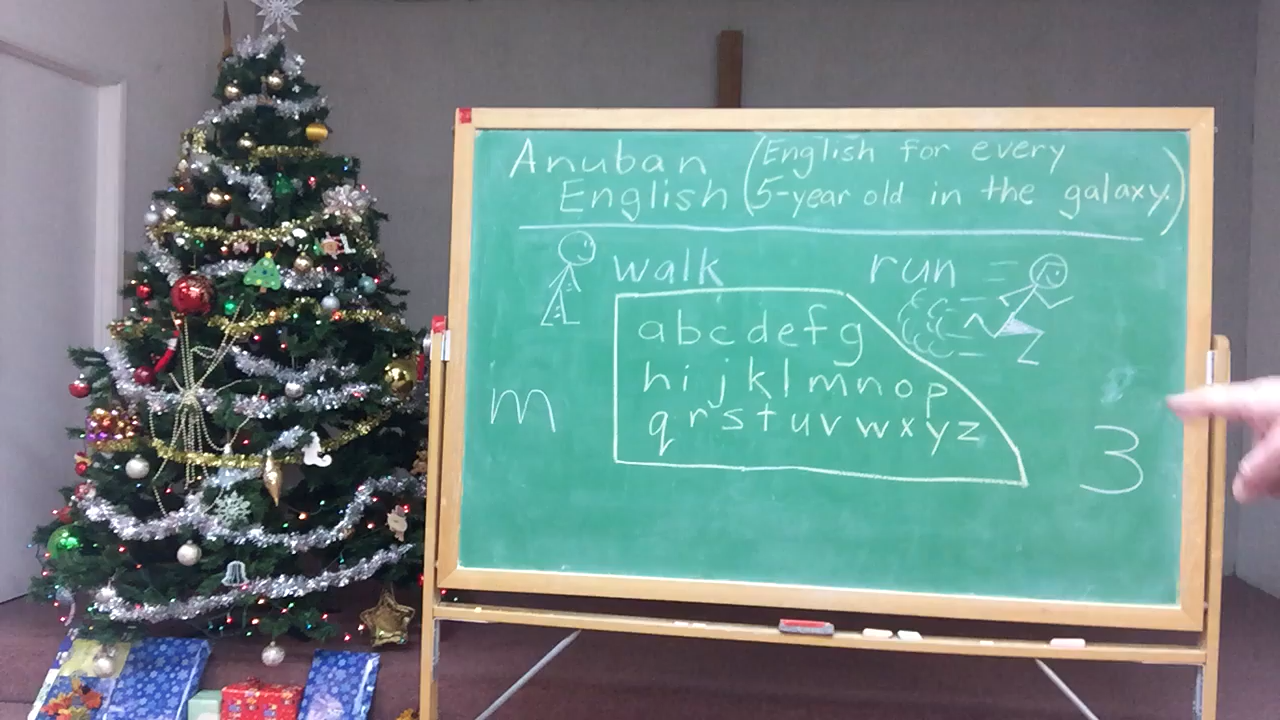 Anuban (English for every
English 5-year old in the galaxy.)
walk run
abcdefg
hijklmnop
qrstuvwxyz
m
3